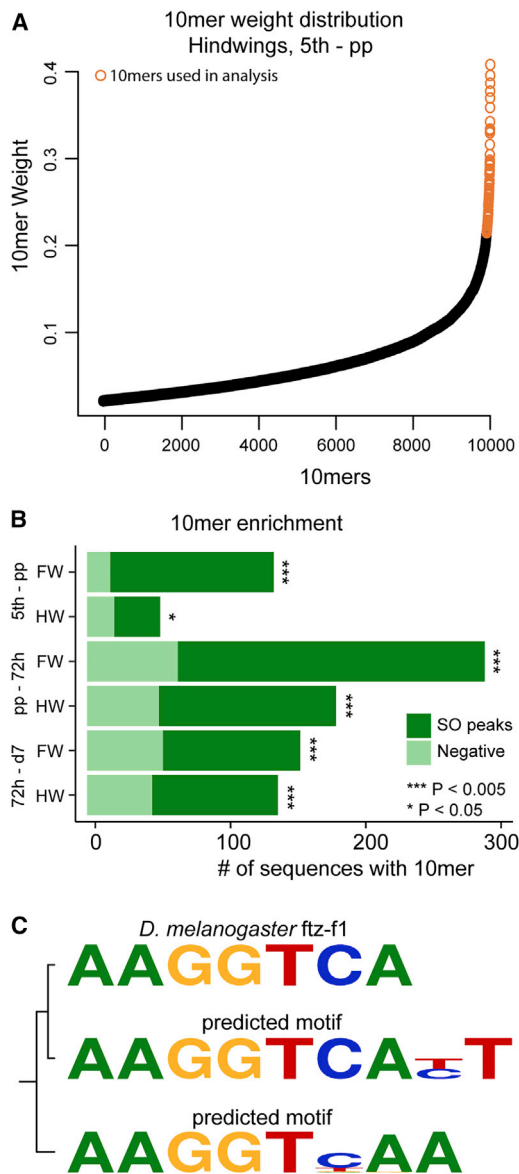 A
10mer weight distribution
Hindwings, 5th - pp
10mers used in analysis
10mer Weight
0.4
0.3
0.2
0.1
0 2000 4000 6000 8000 10000
10mers
B
10mer enrichment
5th - pp
FW ***
HW *
pp - 72h
FW ***
HW ***
72h - d7
FW ***
HW ***
SO peaks
Negative
*** P < 0.005
* P < 0.05
0 100 200 300
# of sequences with 10mer
C
D. melanogaster ftz-f1
AAGGTCA
predicted motif
AAGGTCATCT
predicted motif
AAGGTCTAA